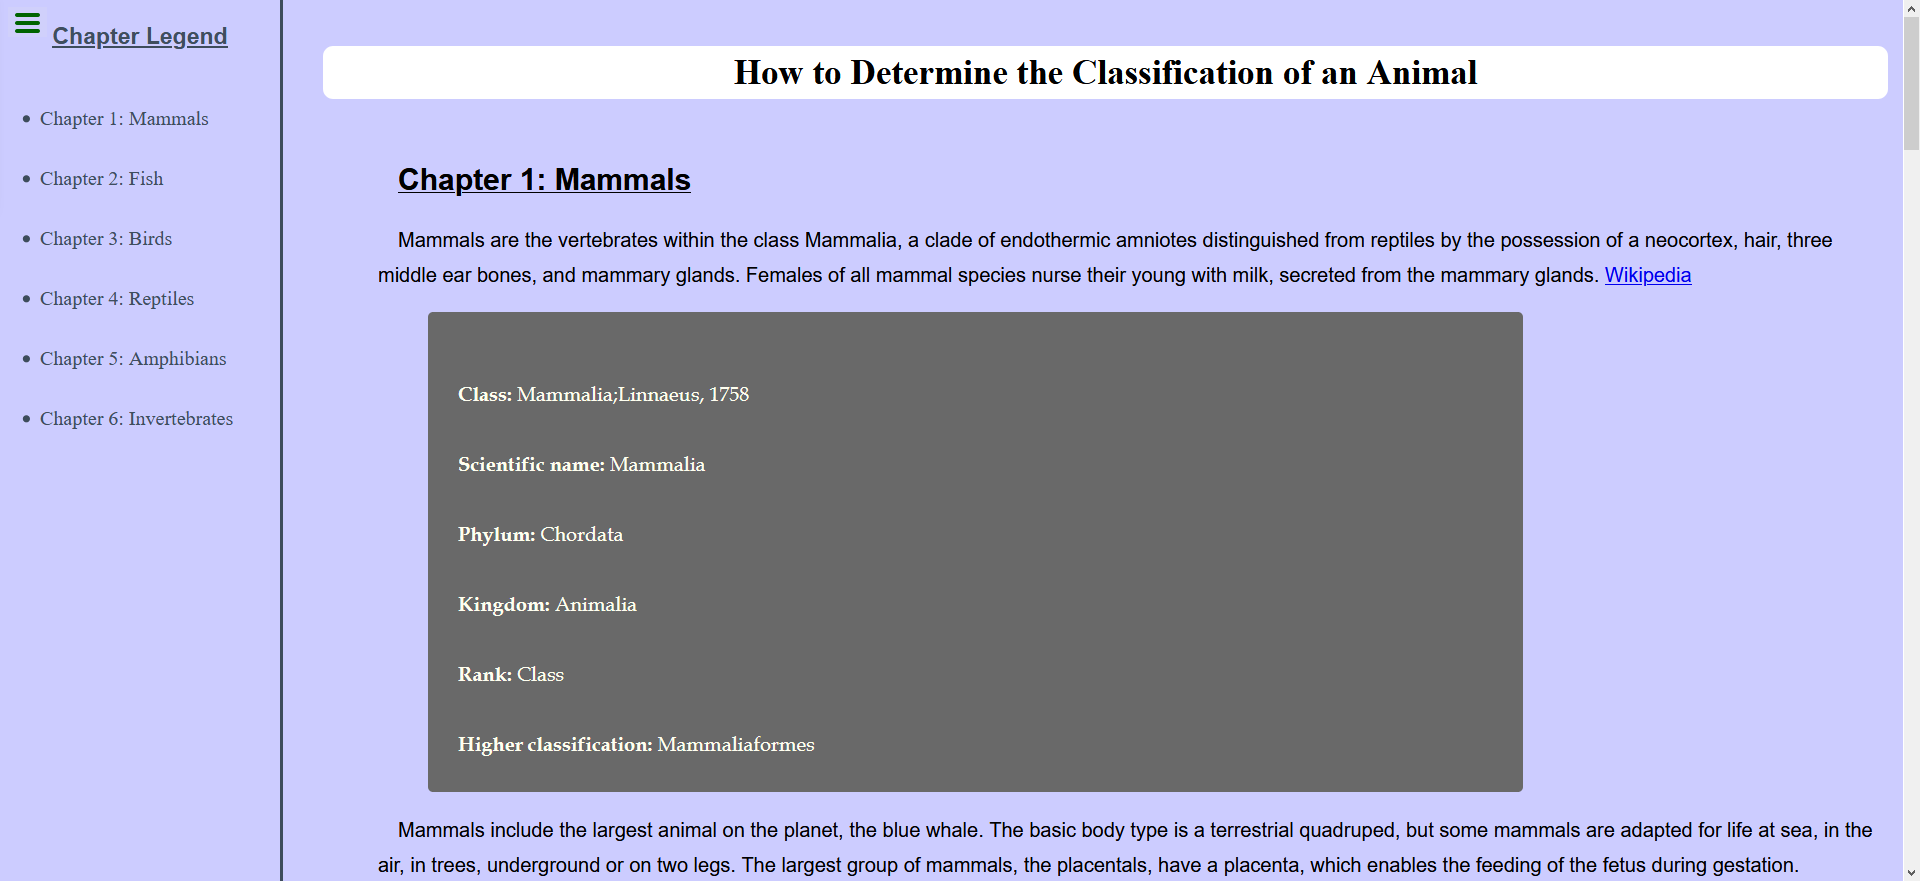 Chapter Legend
Chapter 1: Mammals
Chapter 2: Fish
Chapter 3: Birds
Chapter 4: Reptiles
Chapter 5: Amphibians
Chapter 6: Invertebrates
How to Determine the Classification of an Animal
Chapter 1: Mammals
Mammals are the vertebrates within the class Mammalia, a clade of endothermic amniotes distinguished from reptiles by the possession of a neocortex, hair, three
middle ear bones, and mammary glands. Females of all mammal species nurse their young with milk, secreted from the mammary glands. Wikipedia
Class: Mammalia;Linnaeus, 1758
Scientific name: Mammalia
Phylum: Chordata
Kingdom: Animalia
Rank: Class
Higher classification: Mammaliaformes
Mammals include the largest animal on the planet, the blue whale. The basic body type is a terrestrial quadruped, but some mammals are adapted for life at sea, in the
air, in trees, underground or on two legs. The largest group of mammals, the placentals, have a placenta, which enables the feeding of the fetus during gestation.